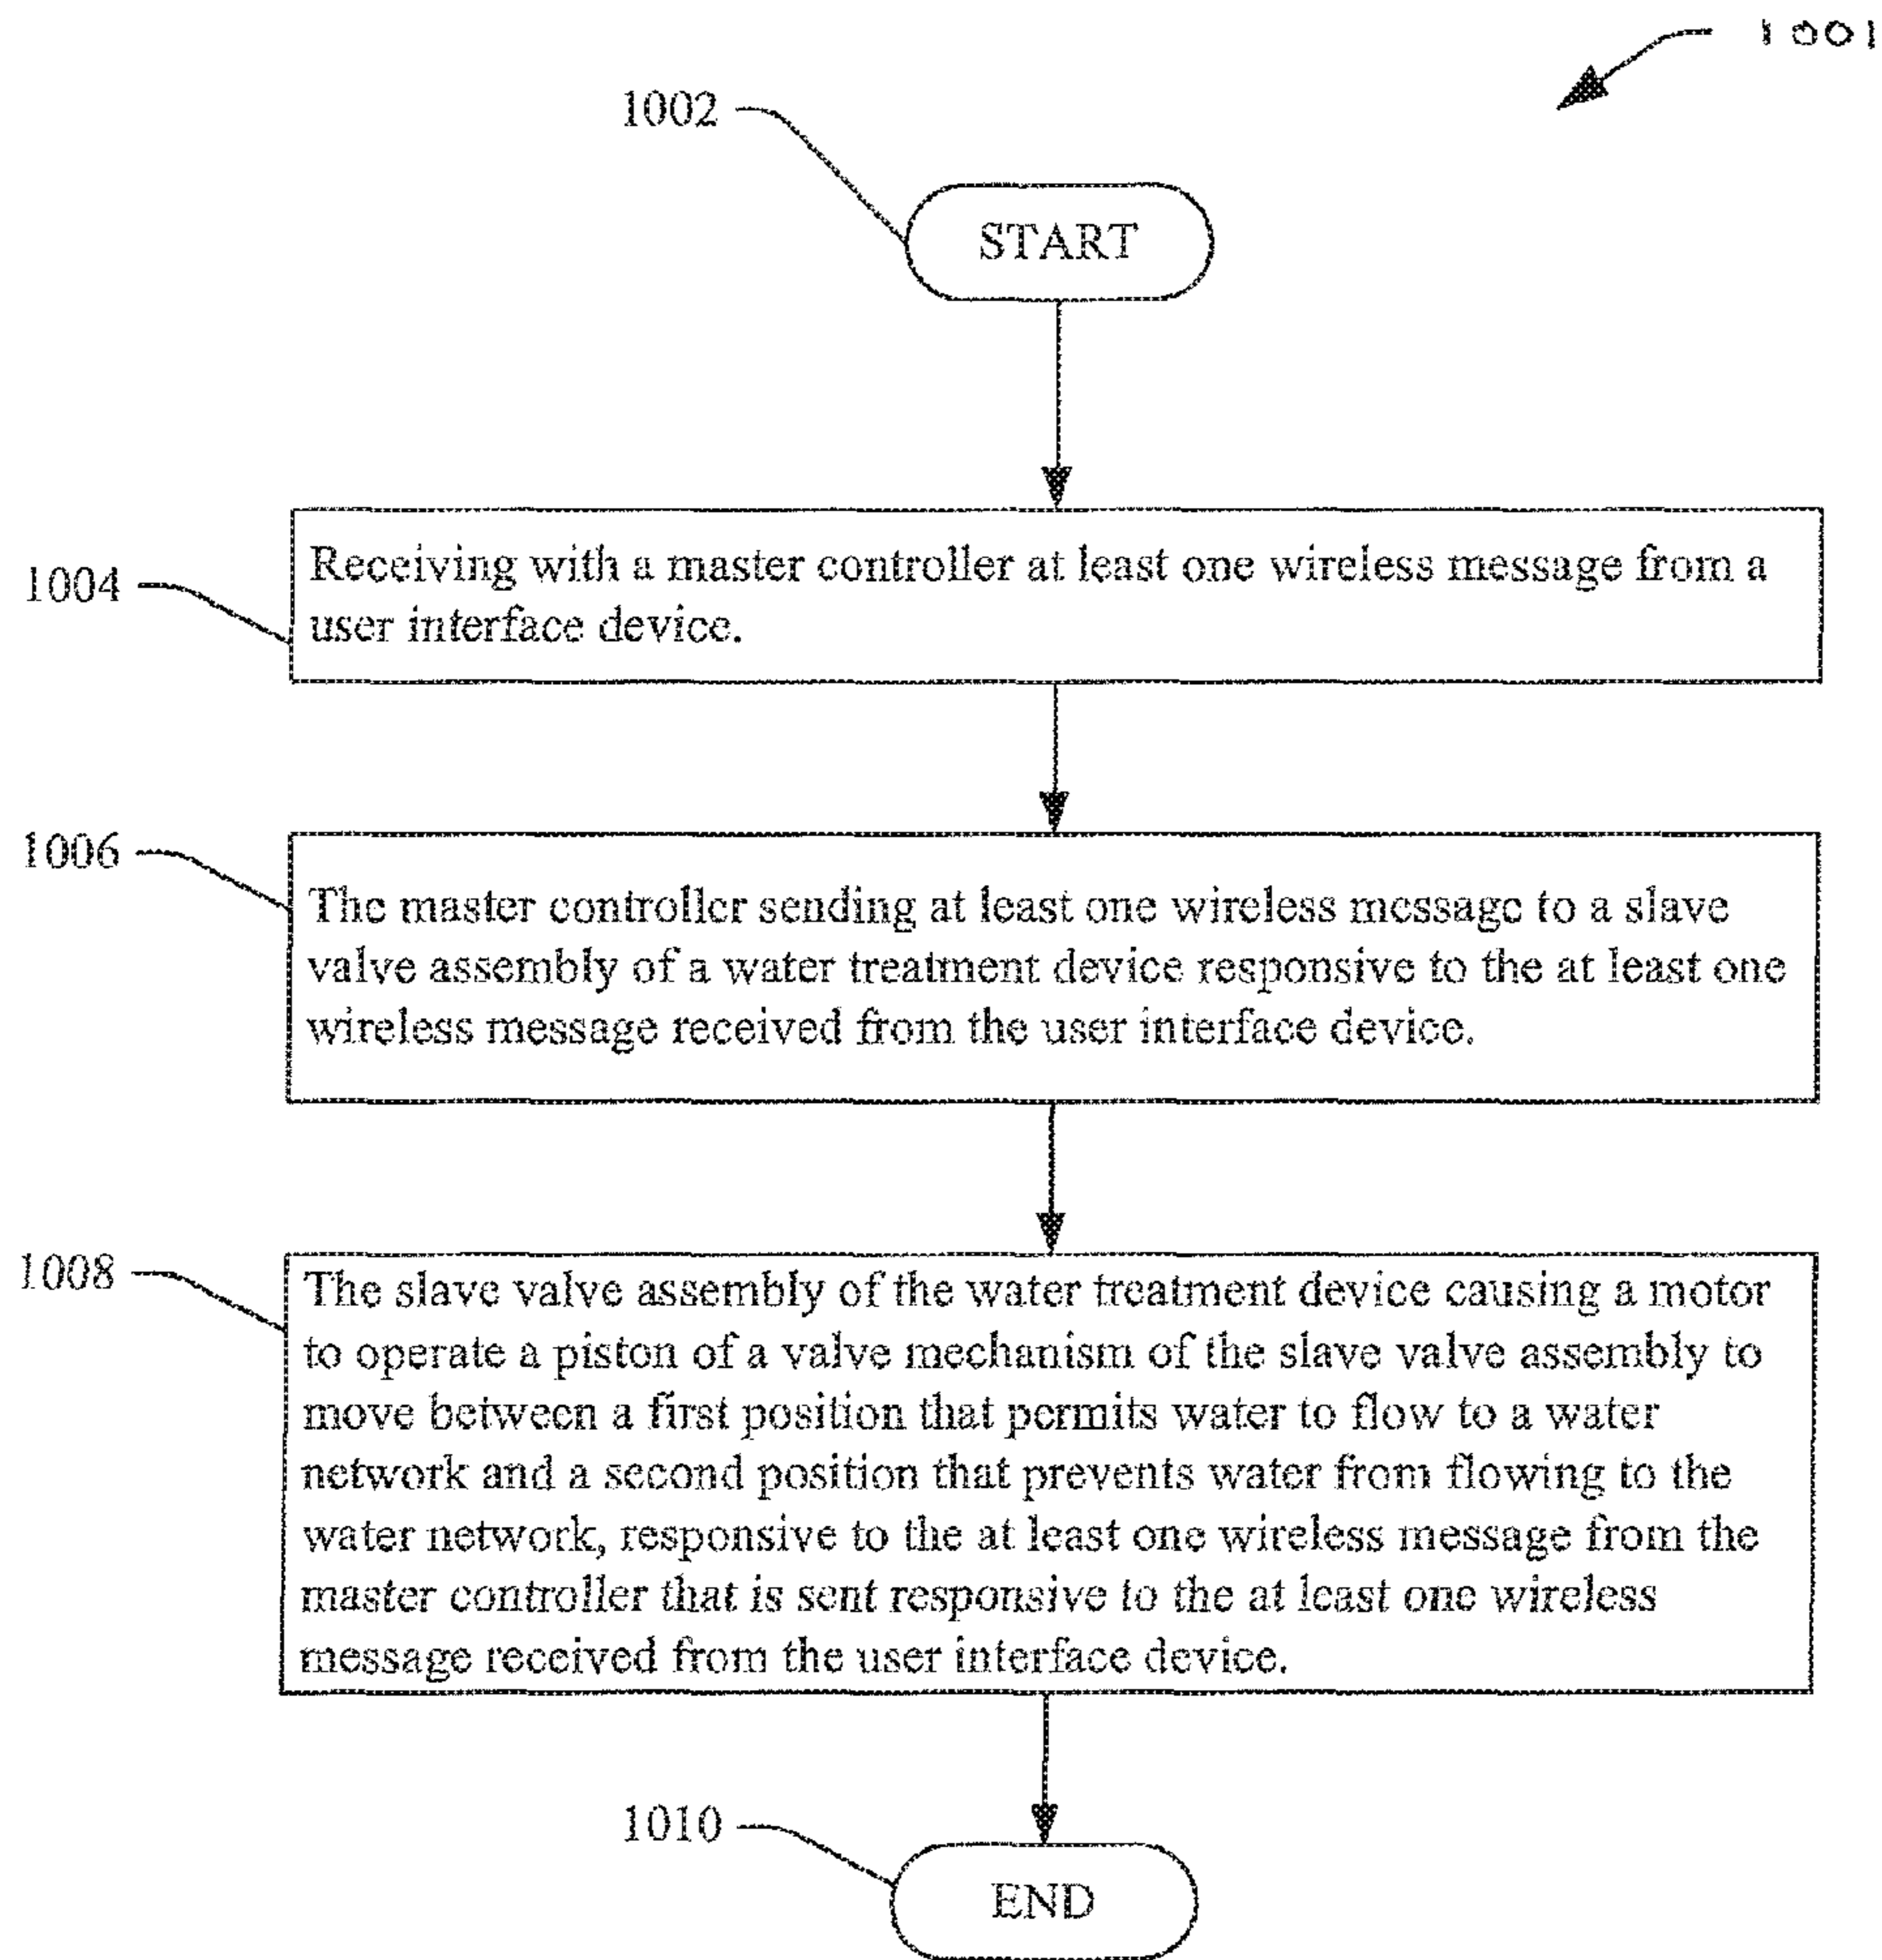 1001
1002
START
1004
Receiving with a master controller at least one wireless message from a
user interface device.
1006
The master controller sending at least one wireless message to a slave
valve assembly of a water treatment device responsive to the at least one
wireless message received from the user interface device.
1008
The slave valve assembly of the water treatment device causing a motor
to operate a piston of a valve mechanism of the slave valve assembly to
move between a first position that permits water to flow to a water
network and a second position that prevents water from flowing to the
water network, responsive to the at least one wireless message from the
master controller that is sent responsive to the at least one wireless
message received from the user interface device.
1010
END